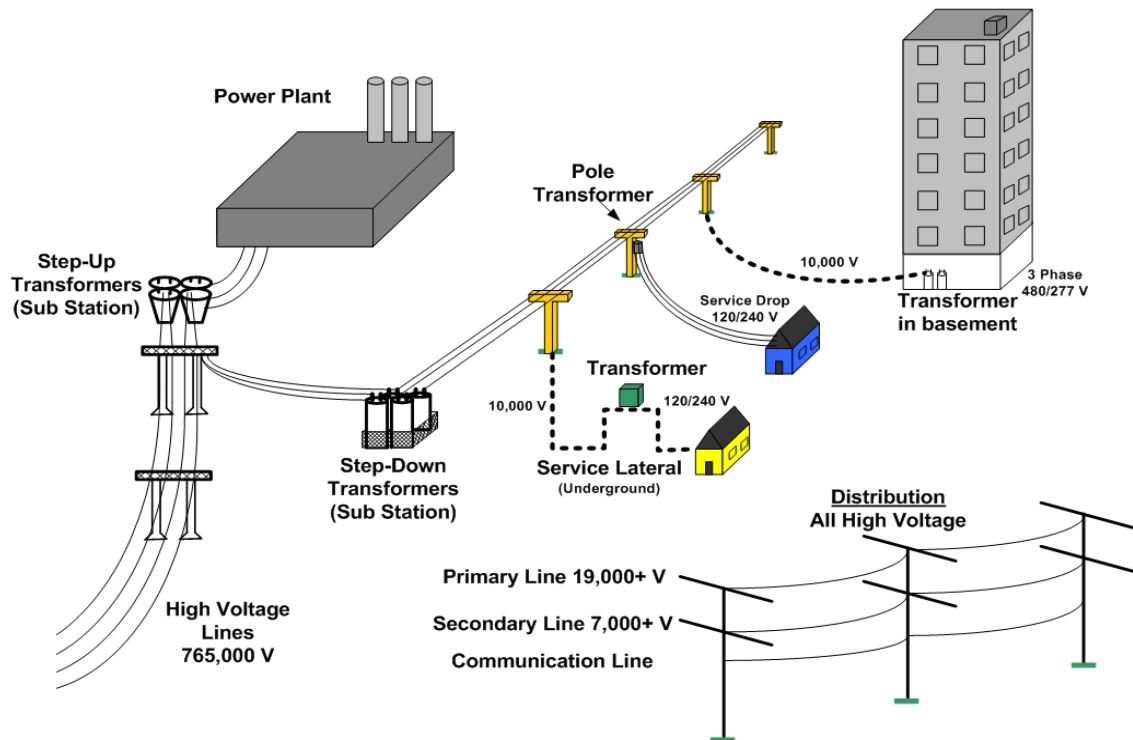 Power Plant
Pole
Transformer
Step-Up
Transformers
(Sub Station)
10,000 V
3 Phase
480/277 V
Transformer
in basement
Service Drop
120/240 V
Transformer
10,000 V
120/240 V
Step-Down
Transformers
(Sub Station)
Service Lateral
(Underground)
Distribution
All High Voltage
Primary Line 19,000+ V
Secondary Line 7,000+ V
Communication Line
High Voltage
Lines
765,000 V